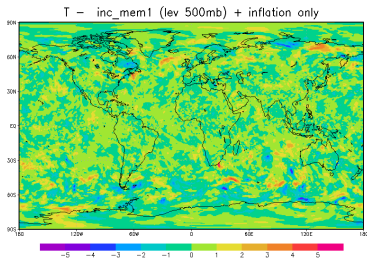 T - inc_mem1 (lev 500mb) + inflation only
90N
60N
30N
EQ
30S
60S
90S
180 120W 60W 0 60E 120E 180
-5 -4 -3 -2 -1 0 1 2 3 4 5